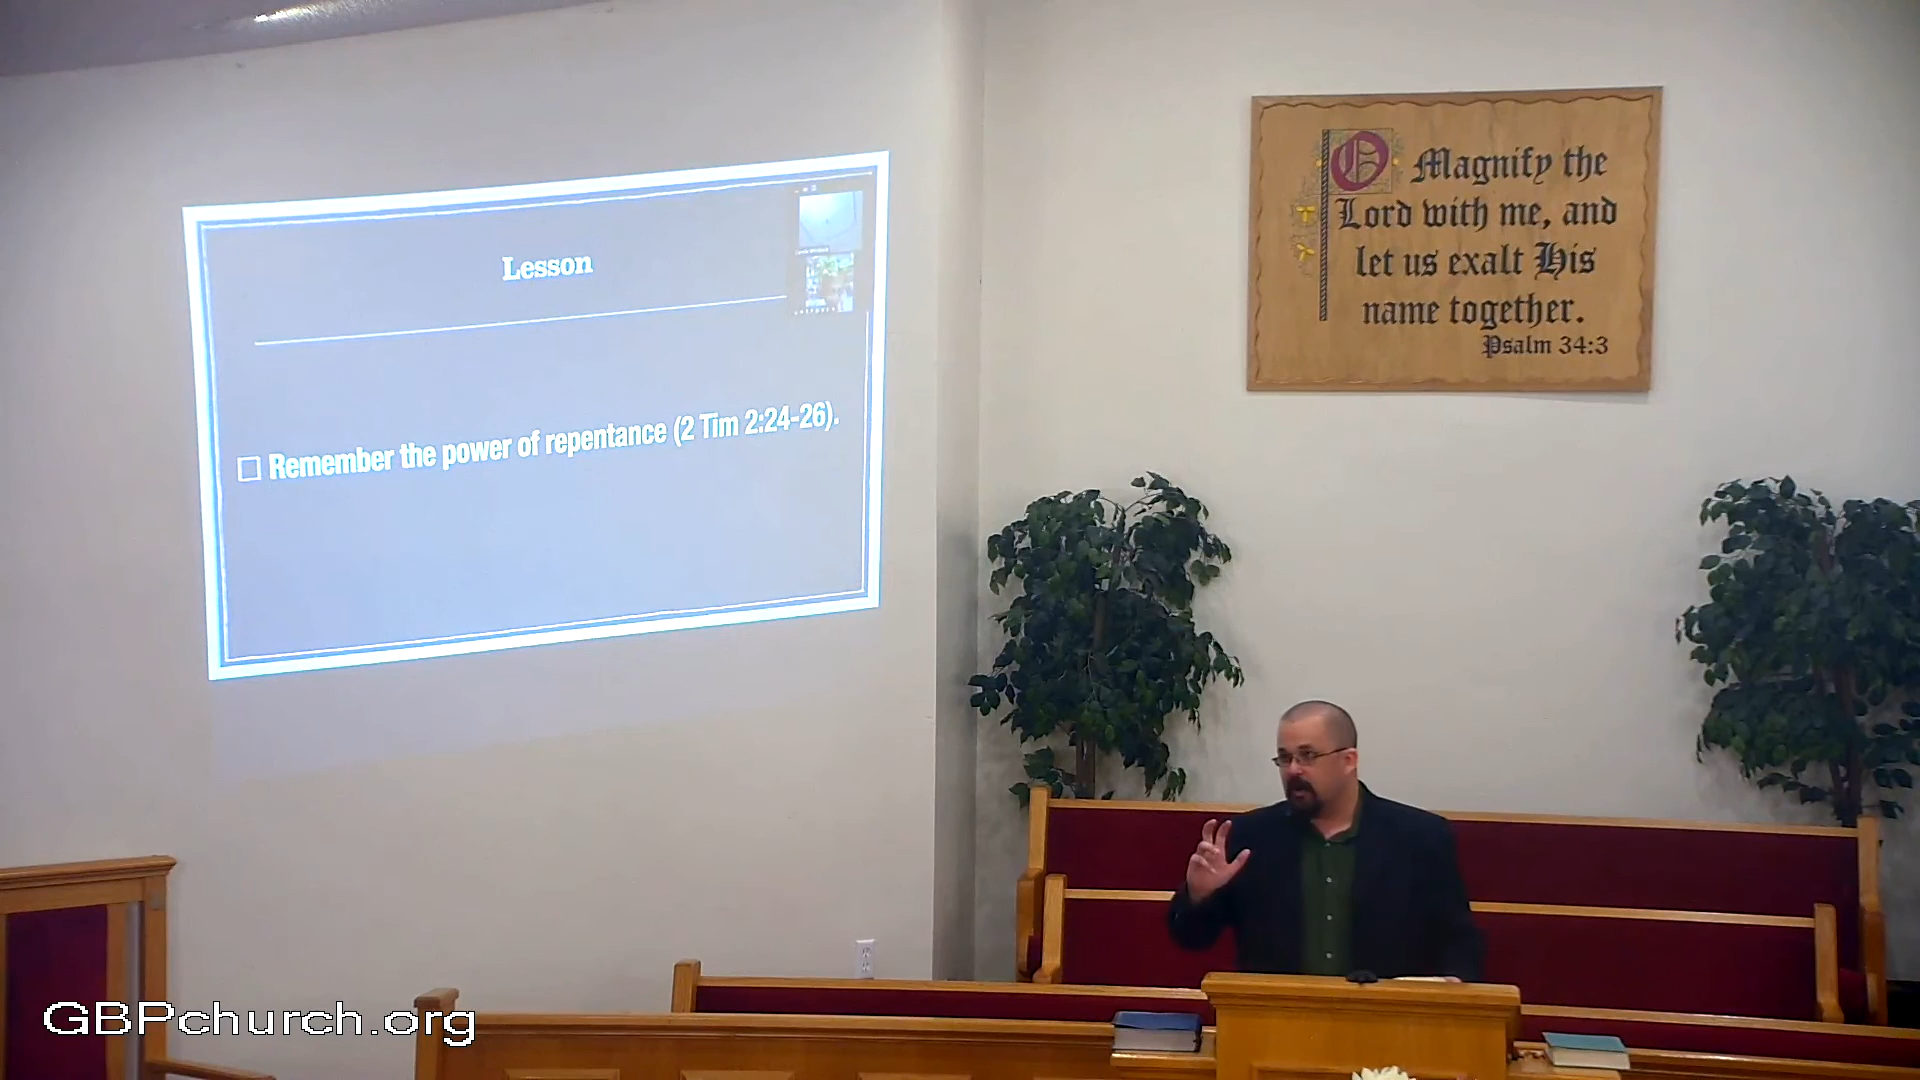 Lesson
Remember the power of repentance (2 Tim 2:24-26).
O Magnify the
Lord with me, and
let us exalt His
name together.
Psalm 34:3
GBPchurch.org